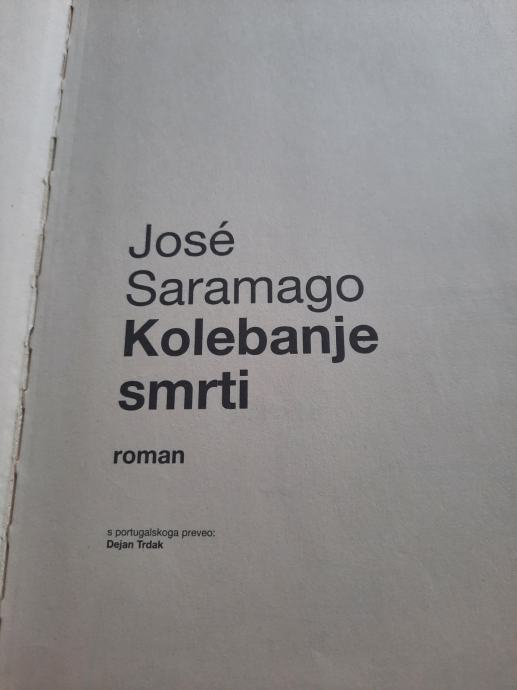 José
Saramago
Kolebanje
smrti
roman
s portugalskoga preveo:
Dejan Trdak